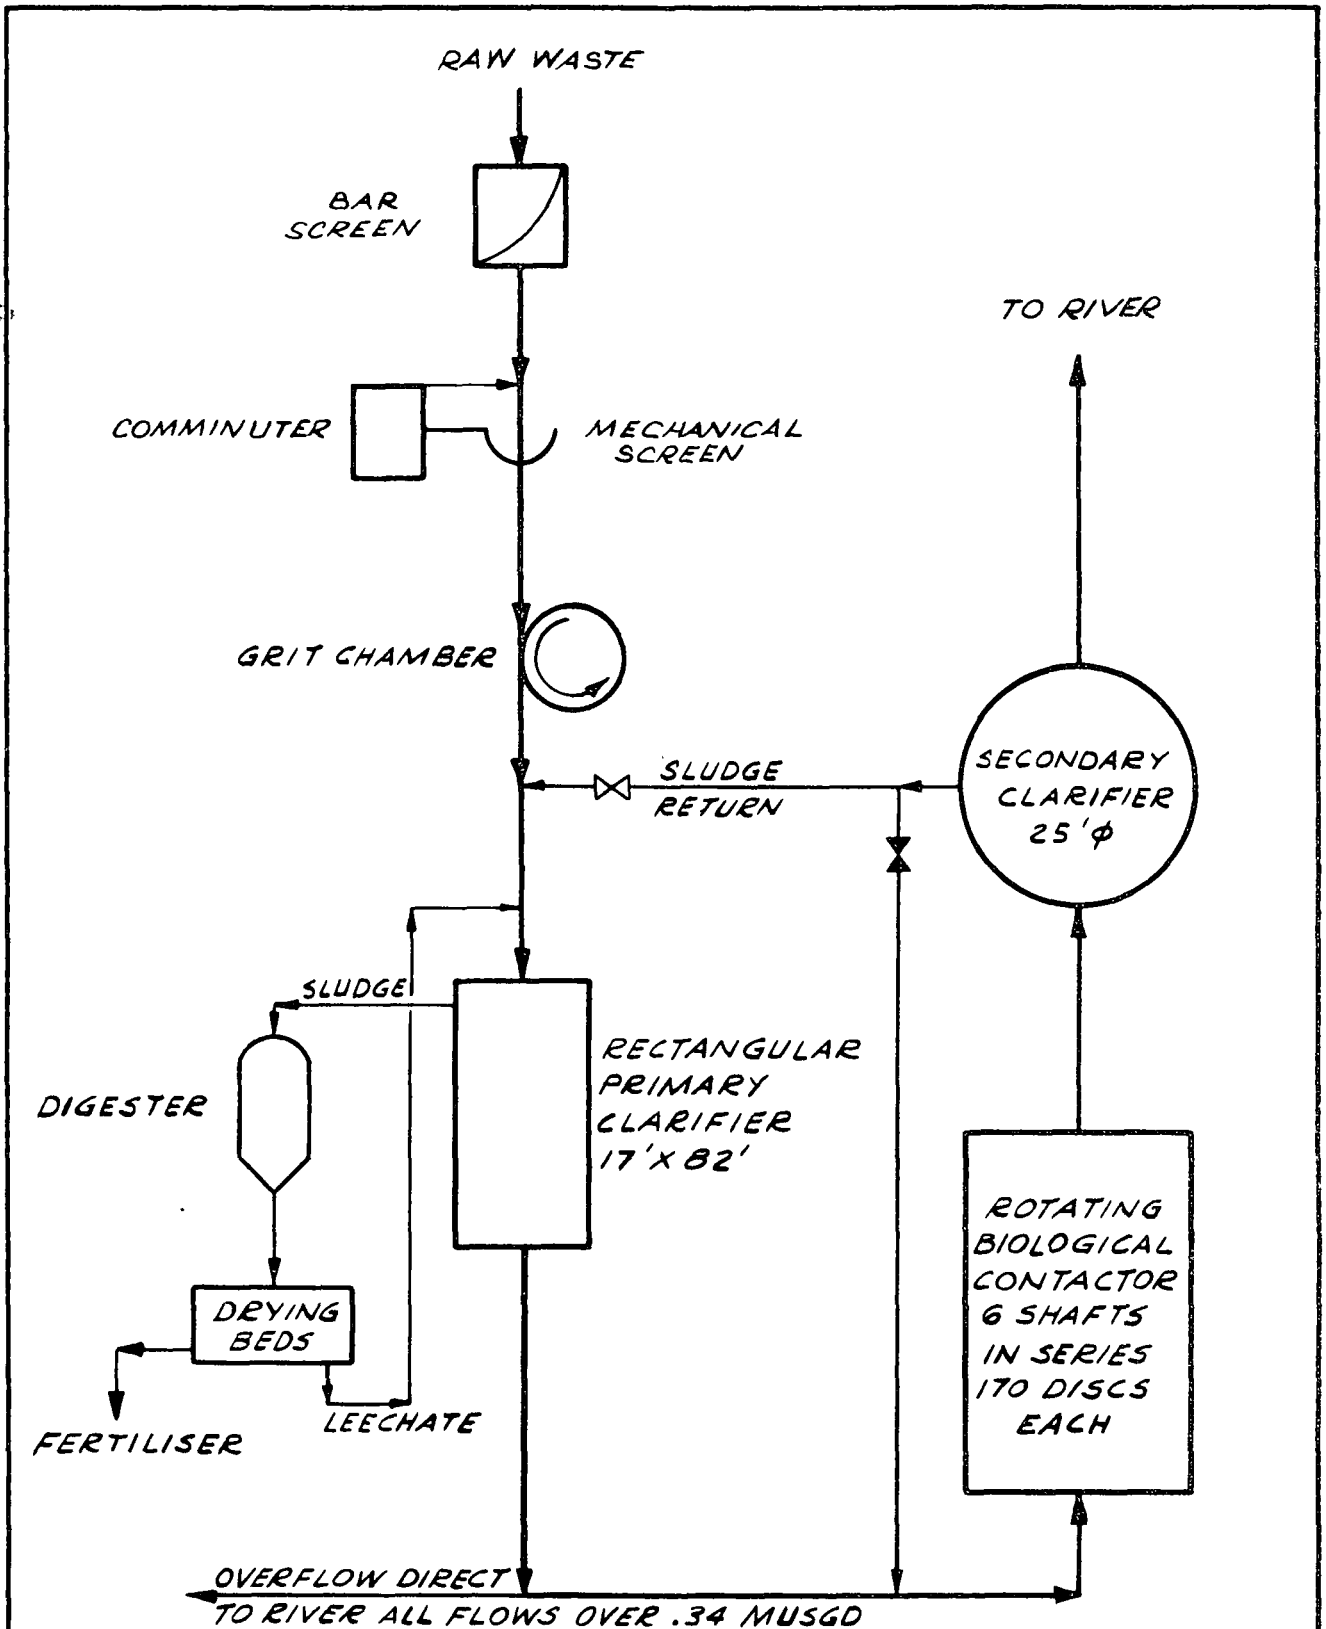 RAW WASTE
BAR
SCREEN
TO RIVER
COMMINUTER
MECHANICAL
SCREEN
GRIT CHAMBER
SLUDGE
RETURN
SECONDARY
CLARIFIER
25'φ
SLUDGE
DIGESTER
RECTANGULAR
PRIMARY
CLARIFIER
17'X 82'
ROTATING
BIOLOGICAL
CONTACTOR
6 SHAFTS
IN SERIES
170 DISCS
EACH
DRYING
BEDS
LEECHATE
FERTILISER
OVERFLOW DIRECT
TO RIVER ALL FLOWS OVER .34 MUSGD